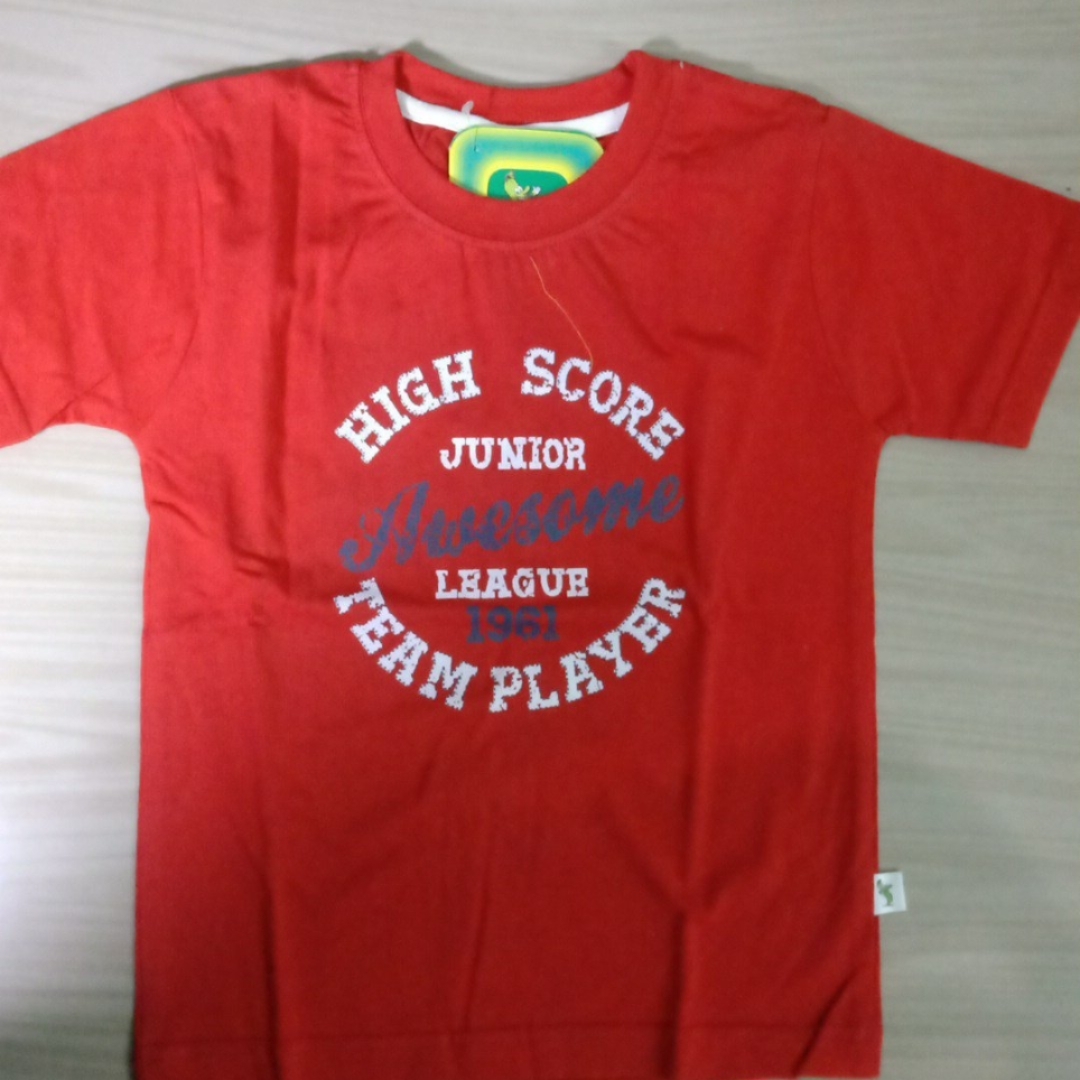 HIGH SCORE
JUNIOR
Awesome
LEAGUE
1961
TEAM PLAYER